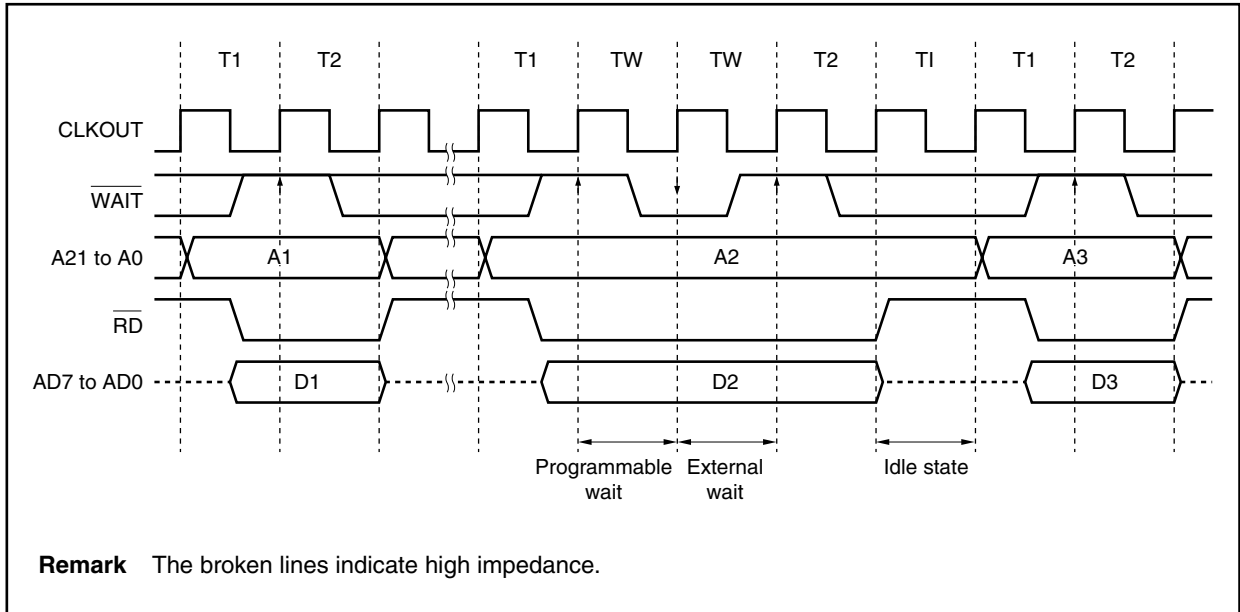 T1 T2 T1 TW TW T2 TI T1 T2
CLKOUT
WAIT
A21 to A0 A1 A2 A3
RD
AD7 to AD0 D1 D2 D3
Programmable wait
External wait
Idle state
Remark The broken lines indicate high impedance.